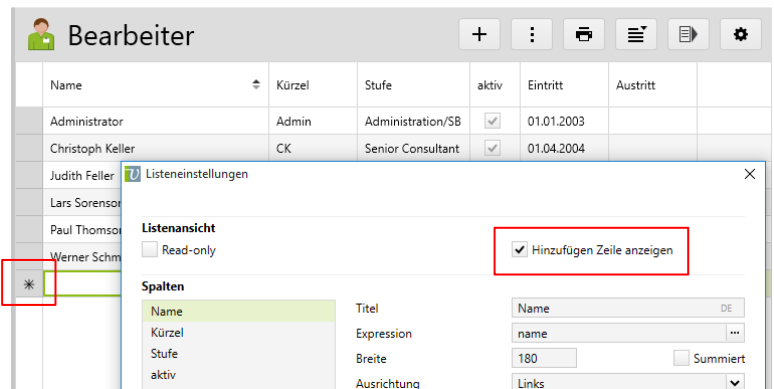 Bearbeiter
Name Kürzel Stufe aktiv Eintritt Austritt
Administrator Admin Administration/SB 01.01.2003
Christoph Keller CK Senior Consultant 01.04.2004
Judith Feller
Listeneinstellungen
Lars Sorenson
Listenansicht
Paul Thomson
Read-only Hinzufügen Zeile anzeigen
Werner Schm
Spalten
Name Titel Name DE
Kürzel Expression name ...
Stufe Breite 180 Summiert
aktiv Ausrichtung Links